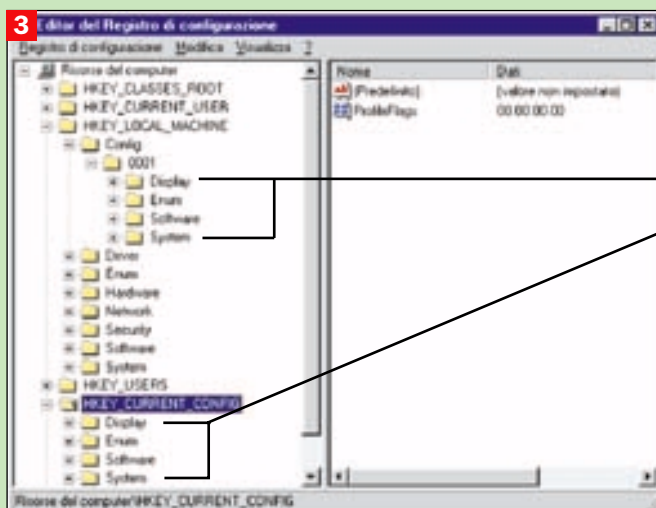 3
Editor del Registro di configurazione
Registro di configurazione Modifica Visualizza ?
Risorse del computer
HKEY_CLASSES_ROOT
HKEY_CURRENT_USER
HKEY_LOCAL_MACHINE
Config
0001
Display
Enum
Software
System
Driver
Enum
Hardware
Network
Security
Software
System
HKEY_USERS
HKEY_CURRENT_CONFIG
Display
Enum
Software
System
Nome Dati
(Predefinito) (valore non impostato)
ProfileFlags 00 00 00 00
Risorse del computer\HKEY_CURRENT_CONFIG